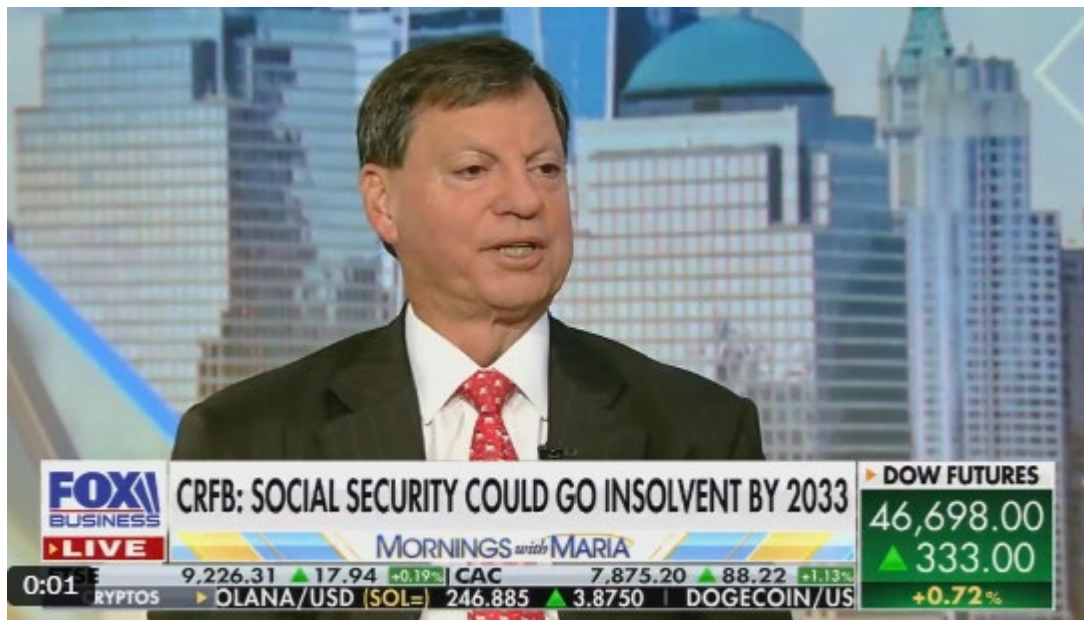 FOX
BUSINESS
LIVE
CRFB: SOCIAL SECURITY COULD GO INSOLVENT BY 2033
MORNINGS with MARIA
DOW FUTURES
46,698.00
▲ 333.00
+0.72%
9,226.31 ▲ 17.94 +0.19% | CAC 7,875.20 ▲ 88.22 +1.13%
0:01
CRYPTOS OLANA/USD (SOL=) 246.885 ▲ 3.8750 | DOGECOIN/US